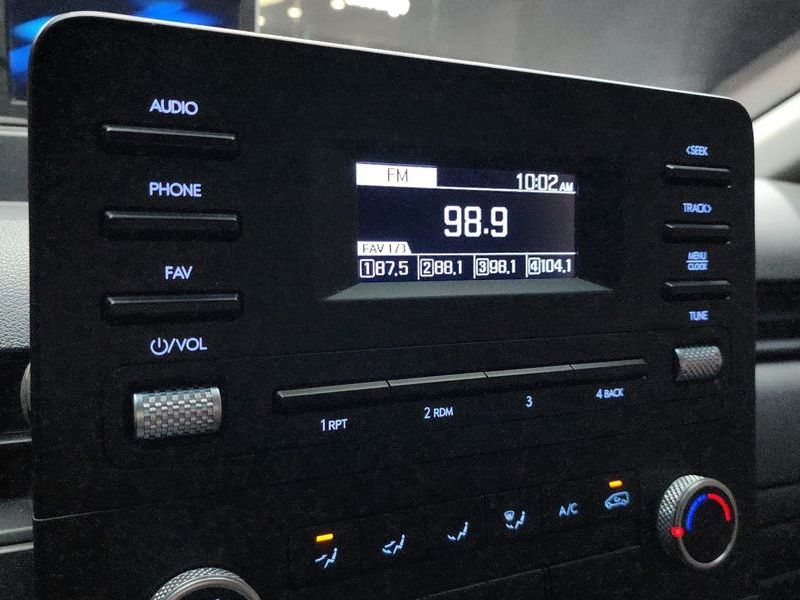 AUDIO
PHONE
FAV
/VOL
FM 10:02 AM
98.9
FAV 1/3
1 87.5 2 88.1 3 98.1 4 104.1
<SEEK
TRACK>
MENU
CLOCK
TUNE
1 RPT 2 RDM 3 4 BACK
A/C